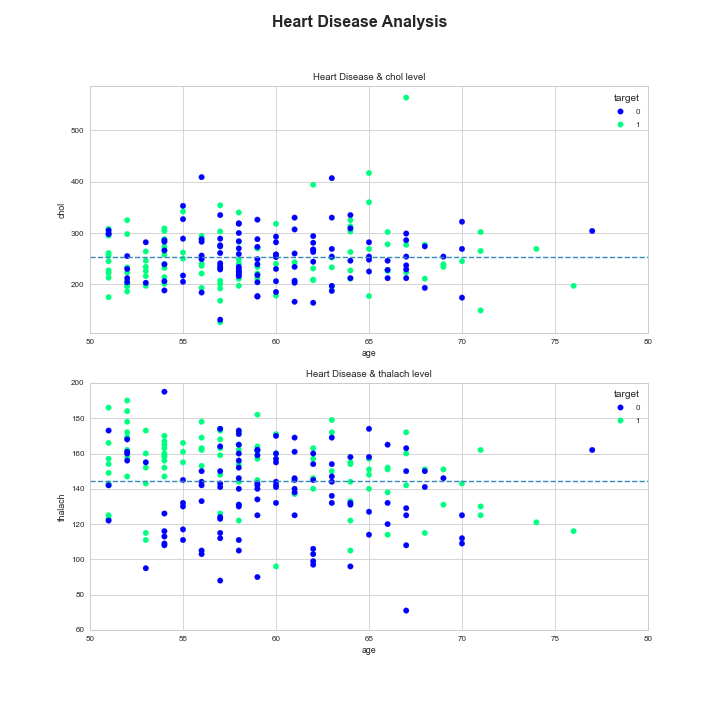 Heart Disease Analysis
Heart Disease & chol level
target
0
1
500
400
300
200
chol
50 55 60 65 70 75 80
age
Heart Disease & thalach level
target
0
1
200
180
160
140
120
100
80
60
thalach
50 55 60 65 70 75 80
age